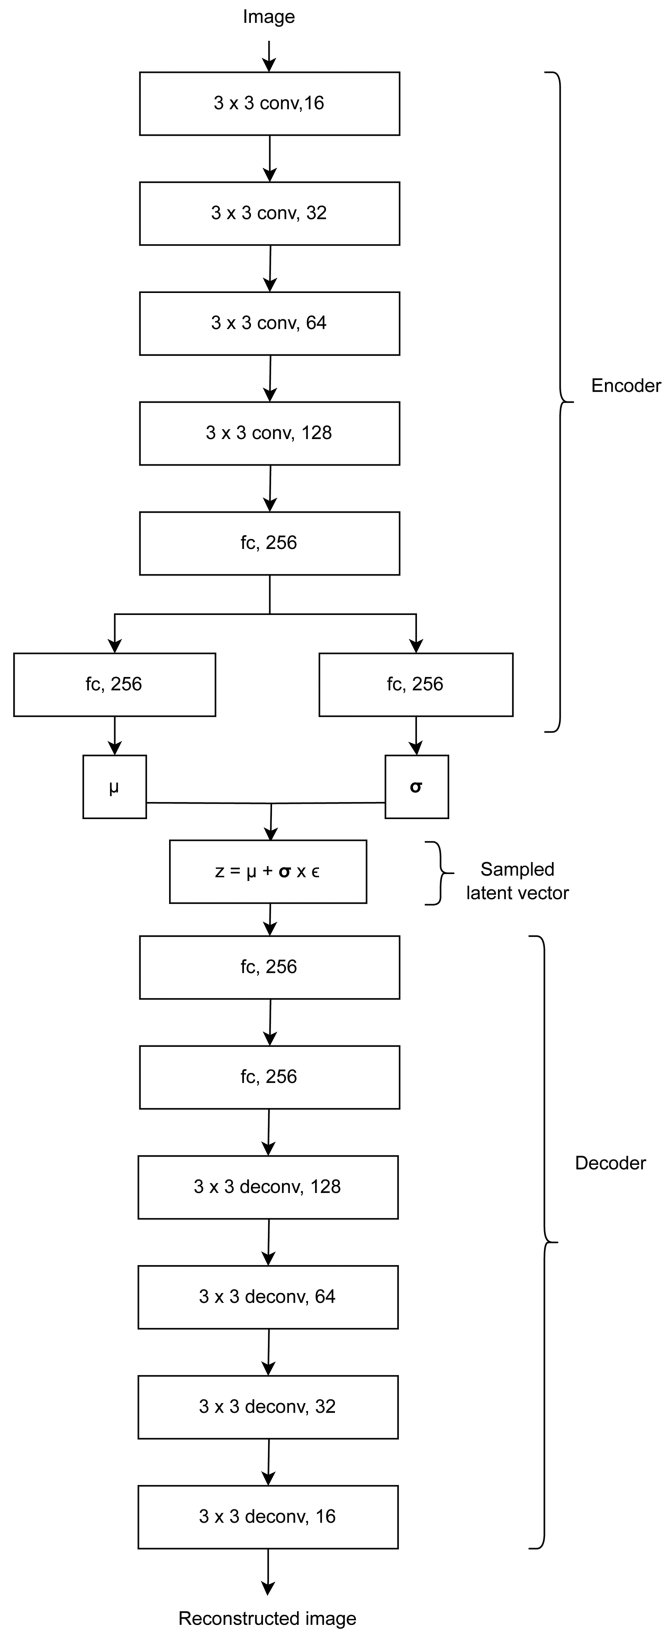 Image
3 x 3 conv,16
3 x 3 conv, 32
3 x 3 conv, 64
3 x 3 conv, 128
Encoder
fc, 256
fc, 256
fc, 256
μ
σ
z = μ + σ x ϵ
Sampled
latent vector
fc, 256
fc, 256
3 x 3 deconv, 128
Decoder
3 x 3 deconv, 64
3 x 3 deconv, 32
3 x 3 deconv, 16
Reconstructed image